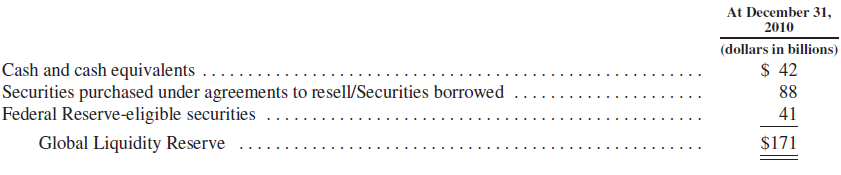 At December 31,
2010
(dollars in billions)
Cash and cash equivalents . . . . . . . . . . . . . . . . . . . . . . . . . . . . . . . . . . . . . . . . . . . . . . . . . . . . . . . $ 42
Securities purchased under agreements to resell/Securities borrowed . . . . . . . . . . . . . . . . . . . . . 88
Federal Reserve-eligible securities . . . . . . . . . . . . . . . . . . . . . . . . . . . . . . . . . . . . . . . . . . . . . . . . 41
Global Liquidity Reserve . . . . . . . . . . . . . . . . . . . . . . . . . . . . . . . . . . . . . . . . . . . . . . . . . . . $171